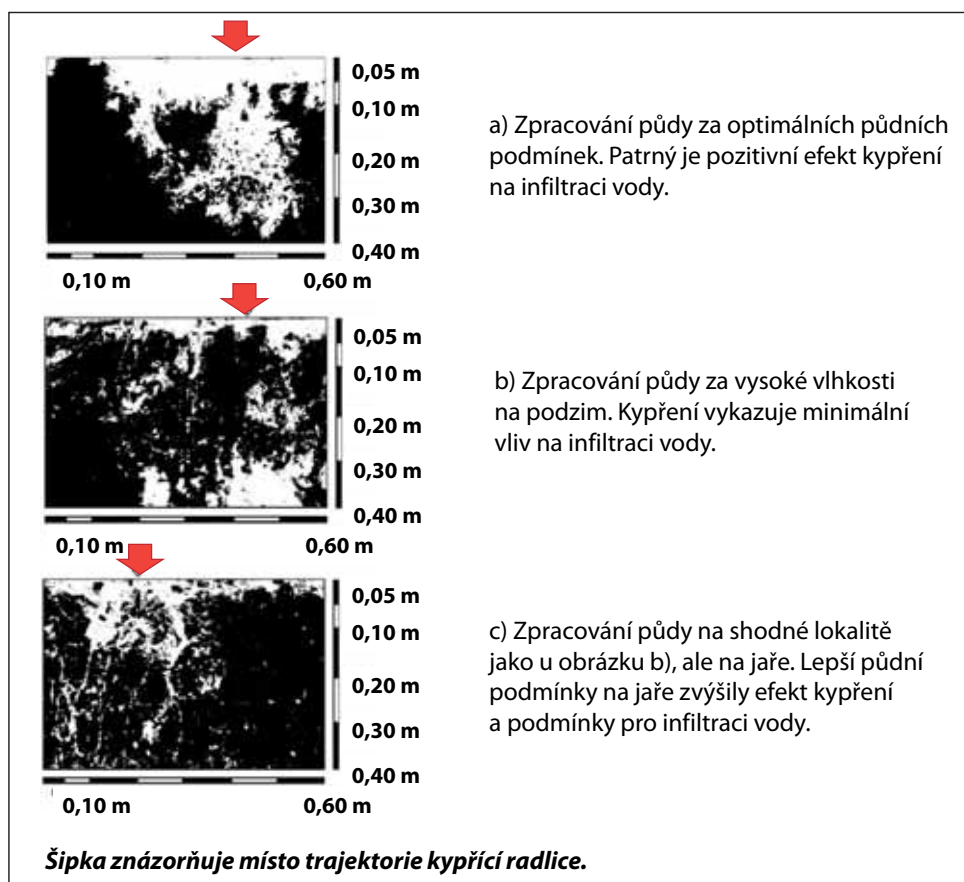 0,05 m
0,10 m
0,20 m
0,30 m
0,40 m
0,10 m 0,60 m
a) Zpracování půdy za optimálních půdních
podmínek. Patrný je pozitivní efekt kypření
na infiltraci vody.
0,05 m
0,10 m
0,20 m
0,30 m
0,40 m
0,10 m 0,60 m
b) Zpracování půdy za vysoké vlhkosti
na podzim. Kypření vykazuje minimální
vliv na infiltraci vody.
0,05 m
0,10 m
0,20 m
0,30 m
0,40 m
0,10 m 0,60 m
c) Zpracování půdy na shodné lokalitě
jako u obrázku b), ale na jaře. Lepší půdní
podmínky na jaře zvýšily efekt kypření
a podmínky pro infiltraci vody.
Šipka znázorňuje místo trajektorie kypřící radlice.